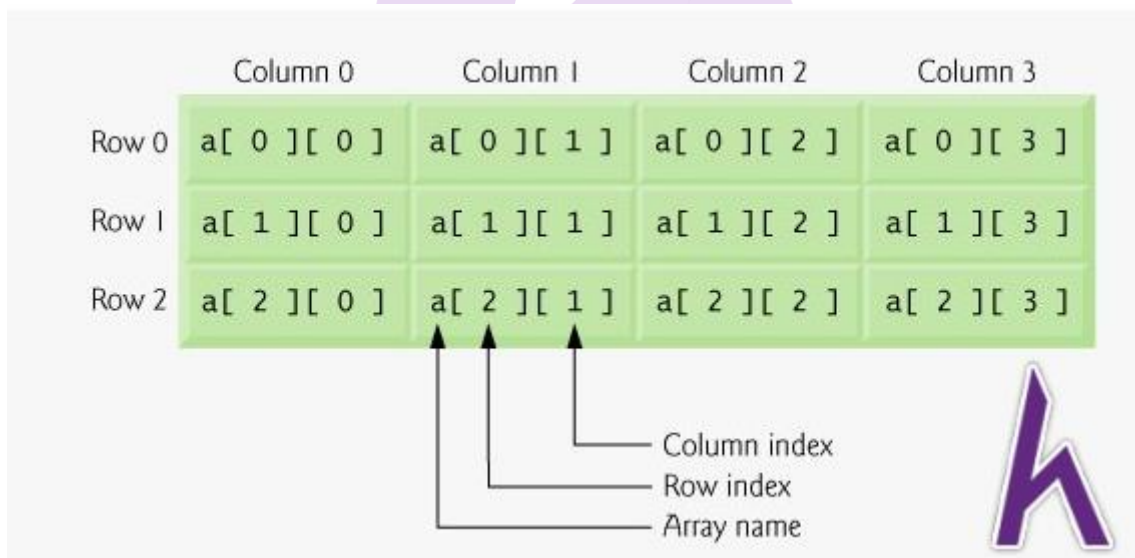 Column 0 Column 1 Column 2 Column 3
Row 0 a[ 0 ][ 0 ] a[ 0 ][ 1 ] a[ 0 ][ 2 ] a[ 0 ][ 3 ]
Row 1 a[ 1 ][ 0 ] a[ 1 ][ 1 ] a[ 1 ][ 2 ] a[ 1 ][ 3 ]
Row 2 a[ 2 ][ 0 ] a[ 2 ][ 1 ] a[ 2 ][ 2 ] a[ 2 ][ 3 ]
Column index
Row index
Array name
h